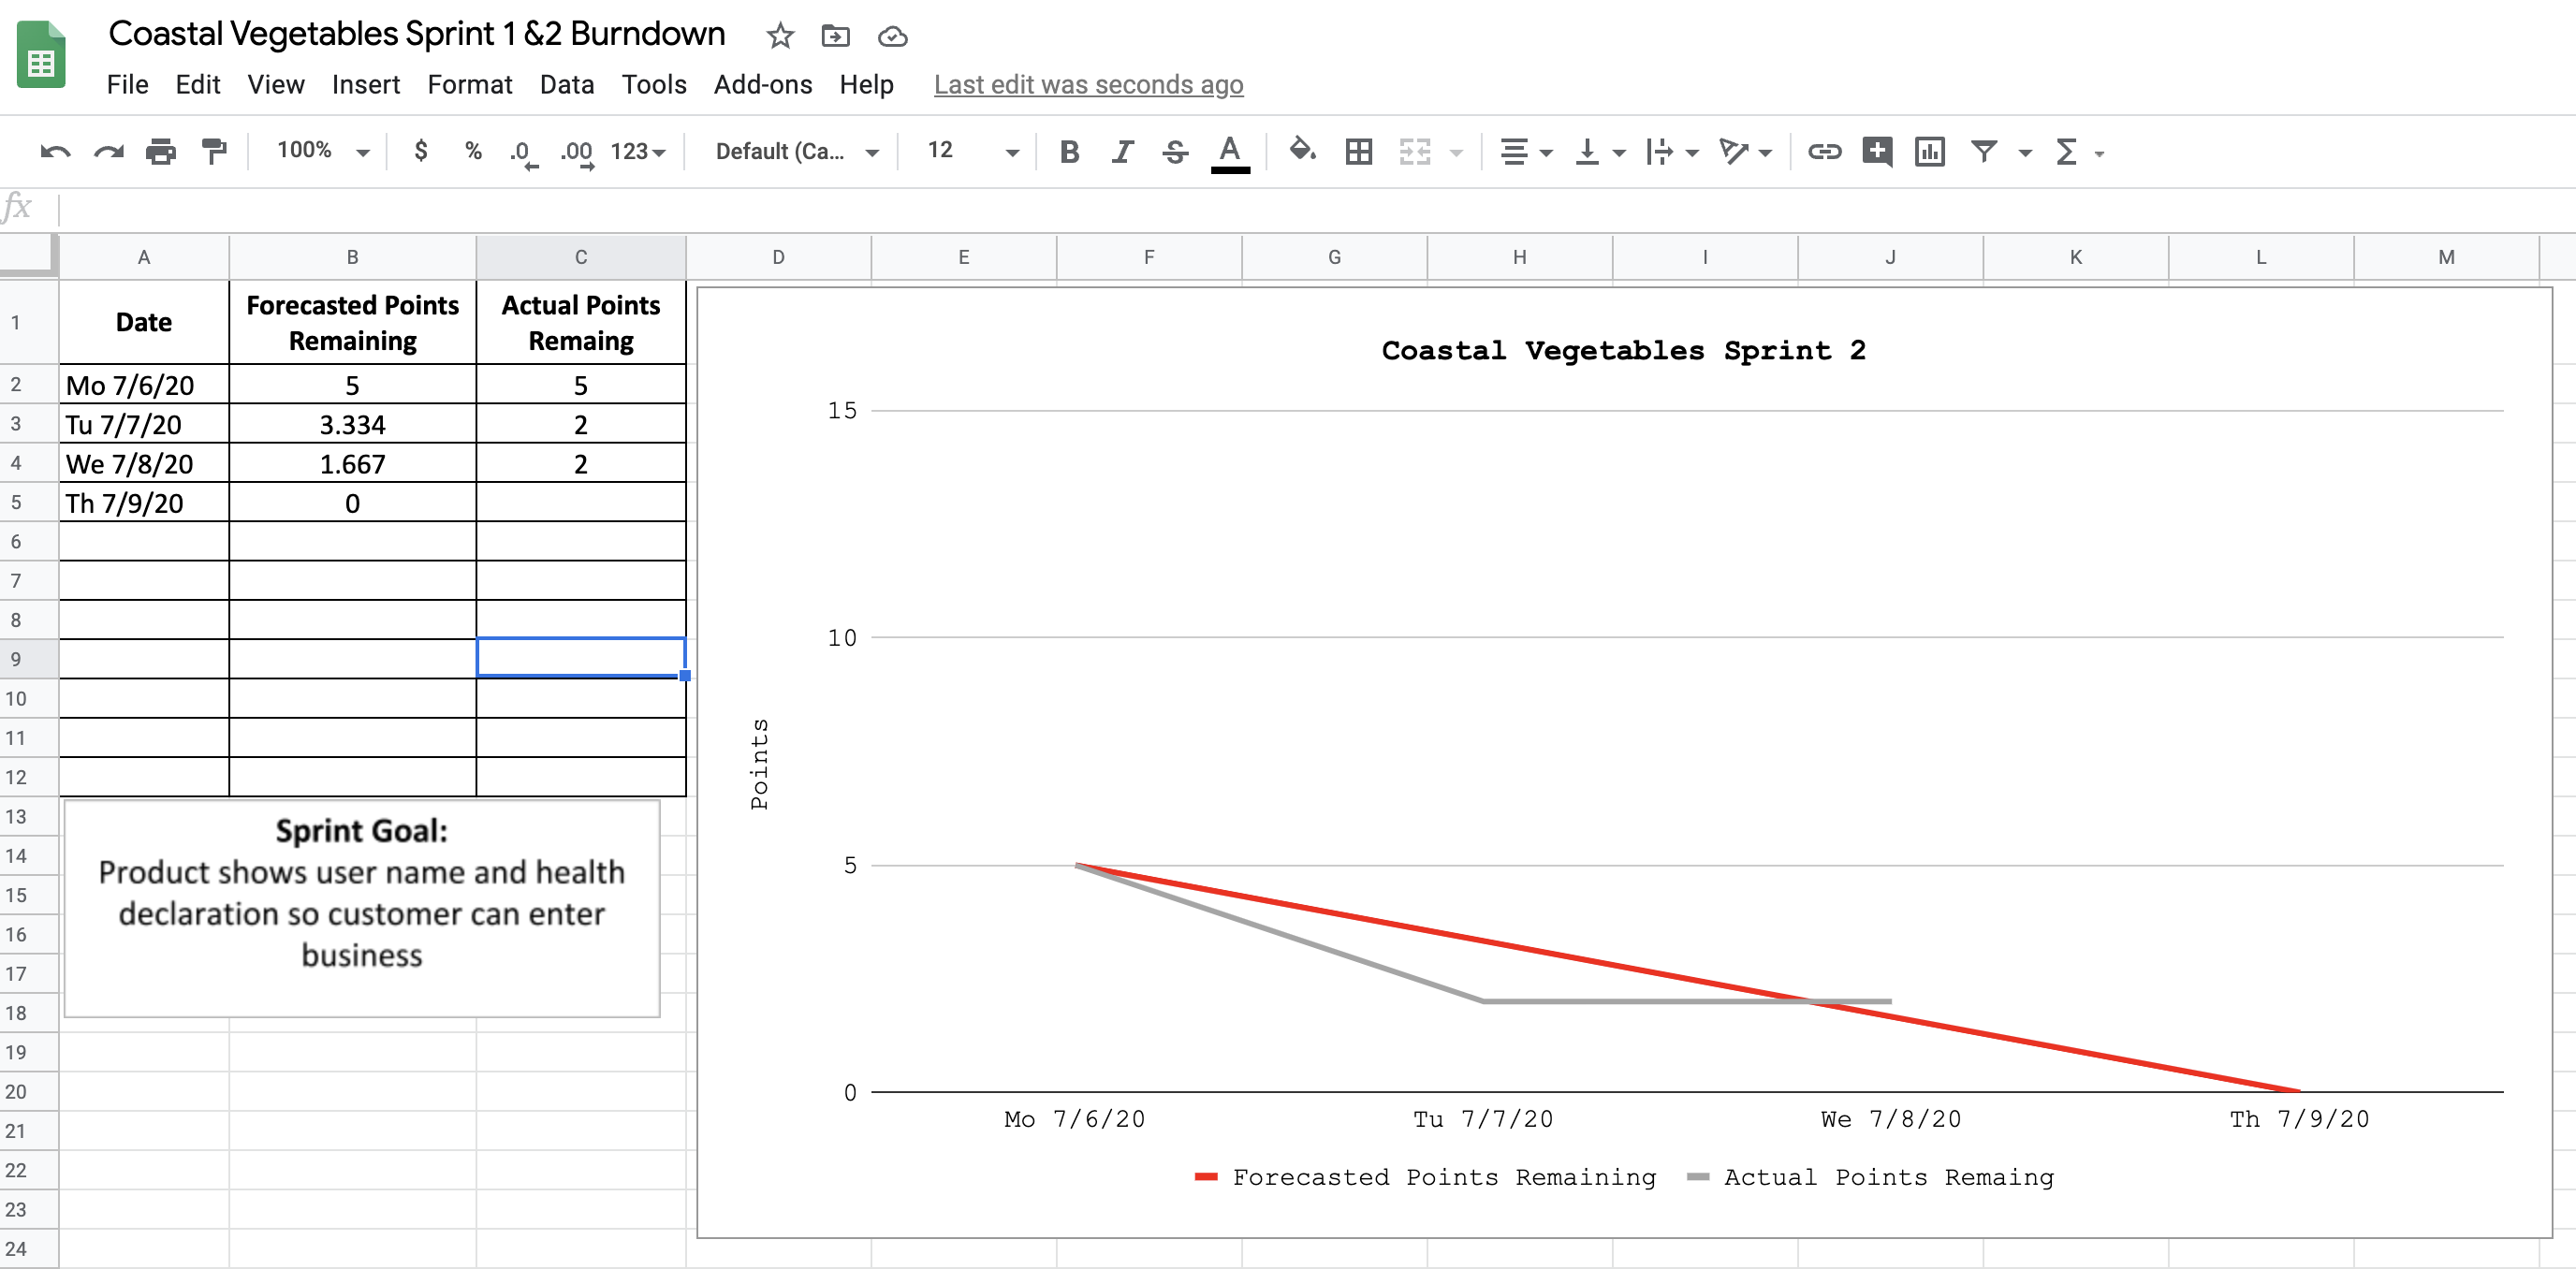 Coastal Vegetables Sprint 1 &2 Burndown
File Edit View Insert Format Data Tools Add-ons Help Last edit was seconds ago
100% $ % .0 .00 123 Default (Ca... 12 B I S A
fx
A B C D E F G H I J K L M
1 Date Forecasted Points Remaining Actual Points Remaing
2 Mo 7/6/20 5 5
3 Tu 7/7/20 3.334 2
4 We 7/8/20 1.667 2
5 Th 7/9/20 0
6
7
8
9
10
11
12
13
14
15
16
17
18
19
20
21
22
23
24
Sprint Goal:
Product shows user name and health
declaration so customer can enter
business
Coastal Vegetables Sprint 2
15
10
5
0
Points
Mo 7/6/20 Tu 7/7/20 We 7/8/20 Th 7/9/20
Forecasted Points Remaining Actual Points Remaing